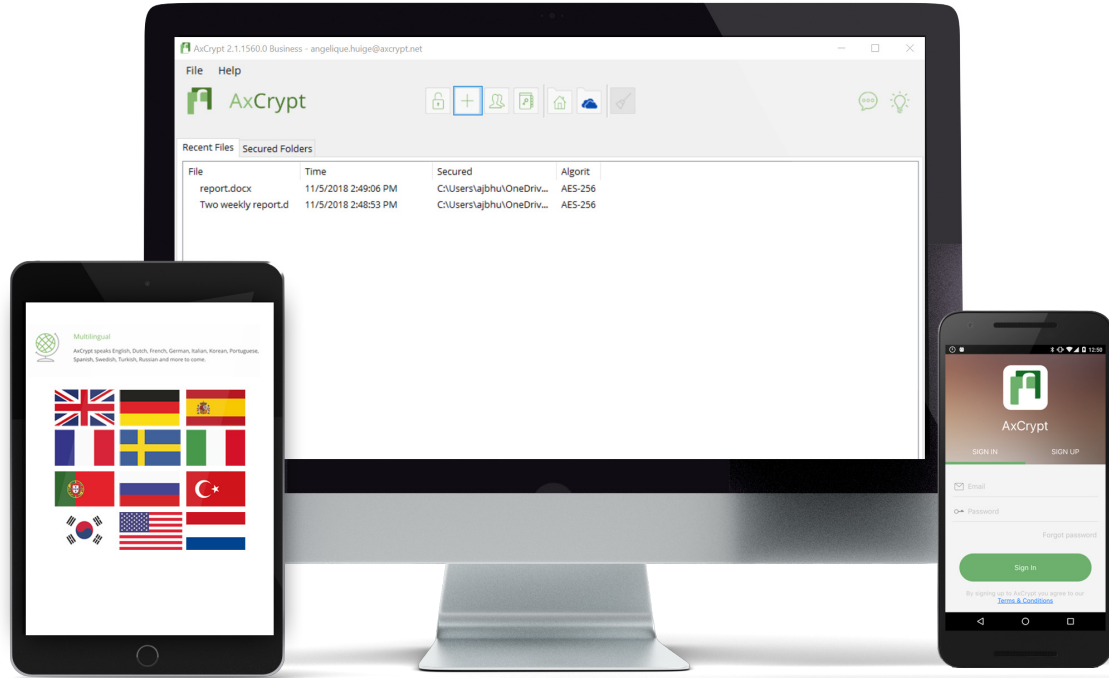 AxCrypt 2.1.1560.0 Business - angelique.huige@axcrypt.net
File Help
AxCrypt
Recent Files Secured Folders
File Time Secured Algorit
report.docx 11/5/2018 2:49:06 PM C:\Users\ajbhu\OneDriv... AES-256
Two weekly report.d 11/5/2018 2:48:53 PM C:\Users\ajbhu\OneDriv... AES-256
Multilingual
AxCrypt speaks English, Dutch, French, German, Italian, Korean, Portuguese,
Spanish, Swedish, Turkish, Russian and more to come.
12:50
AxCrypt
SIGN IN SIGN UP
Email
Password
Forgot password
Sign In
By signing up to AxCrypt you agree to our
Terms & Conditions